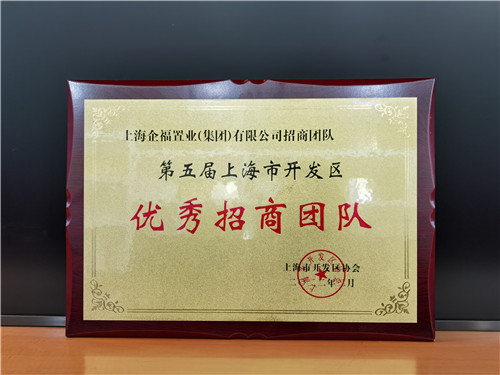 上海企福置业(集团)有限公司招商团队
第五届上海市开发区
优秀招商团队
上海市开发区协会